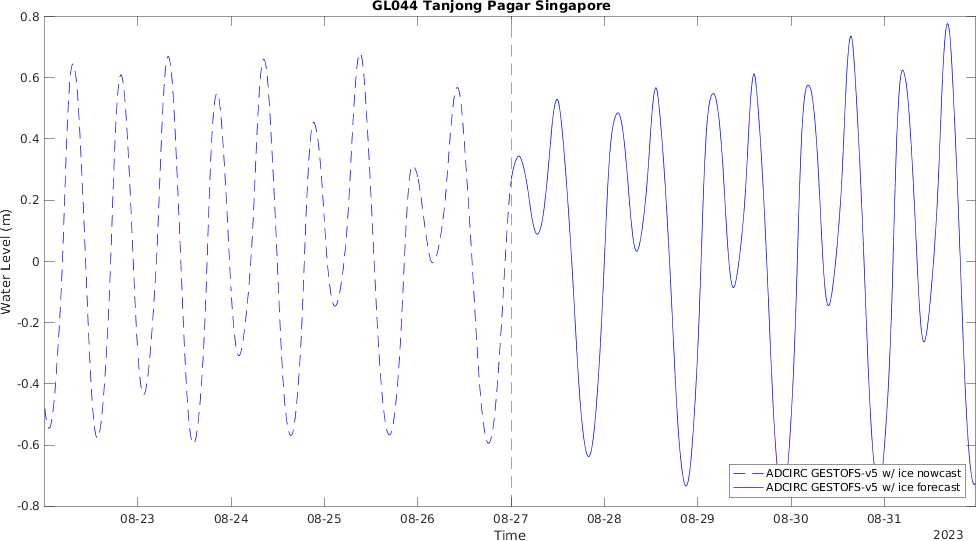 GL044 Tanjong Pagar Singapore
0.8
0.6
0.4
0.2
0
-0.2
-0.4
-0.6
-0.8
Water Level (m)
ADCIRC GESTOFS-v5 w/ ice nowcast
ADCIRC GESTOFS-v5 w/ ice forecast
08-23 08-24 08-25 08-26 08-27 08-28 08-29 08-30 08-31
Time
2023